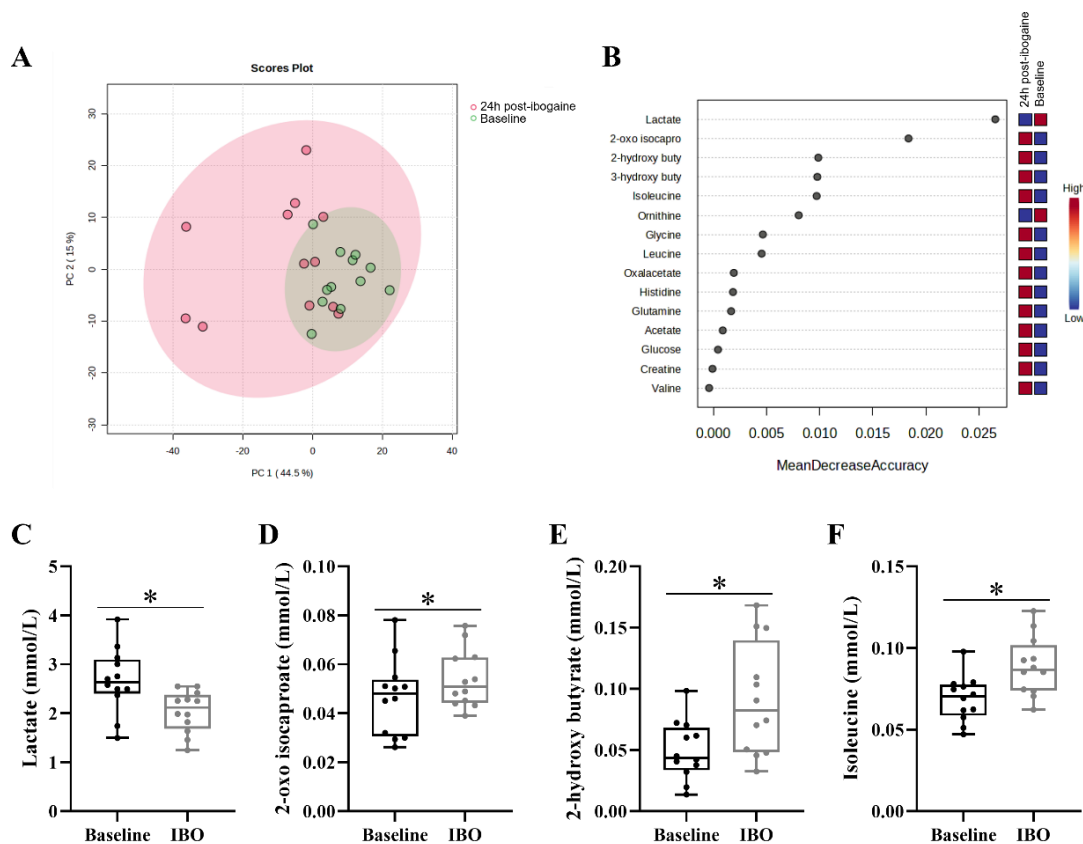 A
Scores Plot
24h post-ibogaine
Baseline
30
20
10
0
-10
-20
-30
PC 2 ( 15 %)
-40
-20
0
20
40
PC 1 ( 44.5 %)
B
24h post-ibogaine
Baseline
Lactate
2-oxo isocapro
2-hydroxy buty
3-hydroxy buty
Isoleucine
Ornithine
Glycine
Leucine
Oxalacetate
Histidine
Glutamine
Acetate
Glucose
Creatine
Valine
High
Low
0.000
0.005
0.010
0.015
0.020
0.025
MeanDecreaseAccuracy
C
Lactate (mmol/L)
5
4
3
2
1
0
*
Baseline
IBO
D
2-oxo isocaproate (mmol/L)
0.10
0.08
0.06
0.04
0.02
0.00
*
Baseline
IBO
E
2-hydroxy butyrate (mmol/L)
0.20
0.15
0.10
0.05
0.00
*
Baseline
IBO
F
Isoleucine (mmol/L)
0.15
0.10
0.05
0.00
*
Baseline
IBO